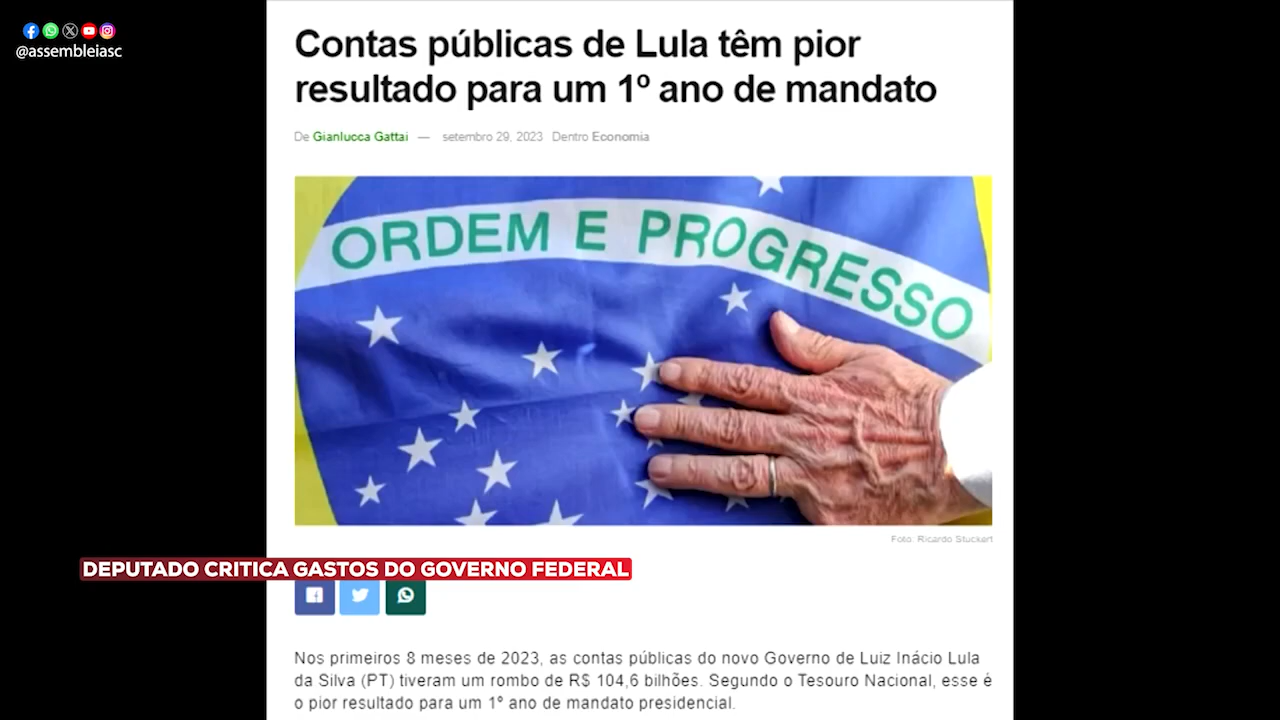 @assembleiasc
Contas públicas de Lula têm pior
resultado para um 1º ano de mandato
De Gianlucca Gattai — setembro 29, 2023 Dentro Economia
ORDEM E PROGRESSO
Foto: Ricardo Stuckert
DEPUTADO CRITICA GASTOS DO GOVERNO FEDERAL
Nos primeiros 8 meses de 2023, as contas públicas do novo Governo de Luiz Inácio Lula
da Silva (PT) tiveram um rombo de R$ 104,6 bilhões. Segundo o Tesouro Nacional, esse é
o pior resultado para um 1º ano de mandato presidencial.